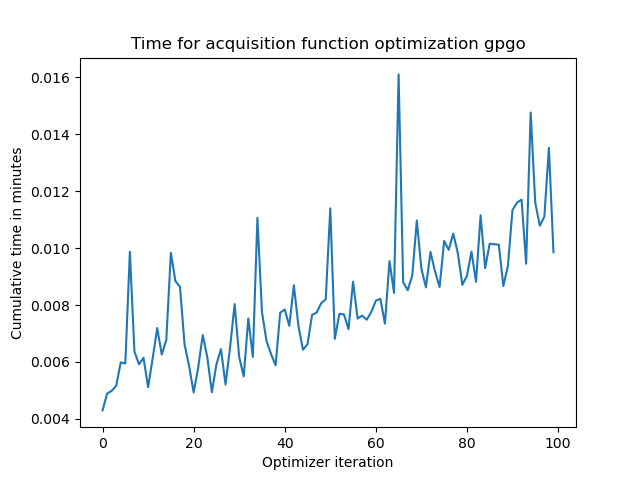 Time for acquisition function optimization gpgo
0.016
0.014
0.012
0.010
0.008
0.006
0.004
Cumulative time in minutes
0 20 40 60 80 100
Optimizer iteration